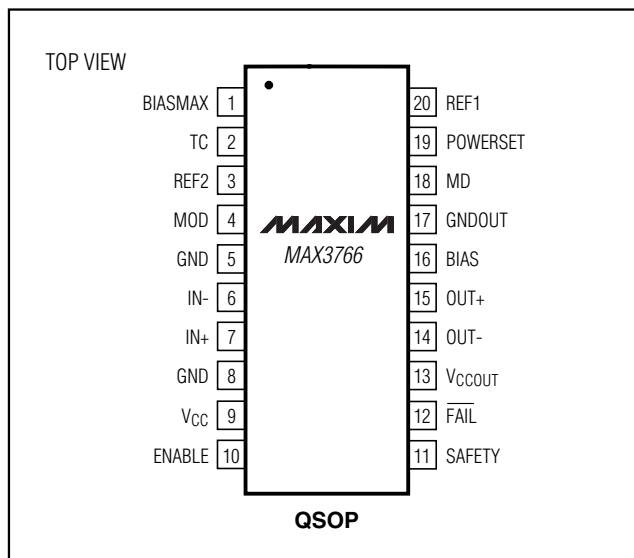 TOP VIEW
BIASMAX 1
TC 2
REF2 3
MOD 4
GND 5
IN- 6
IN+ 7
GND 8
VCC 9
ENABLE 10
MAXIM
MAX3766
20 REF1
19 POWERSET
18 MD
17 GNDOUT
16 BIAS
15 OUT+
14 OUT-
13 VCCOUT
12 FAIL
11 SAFETY
QSOP